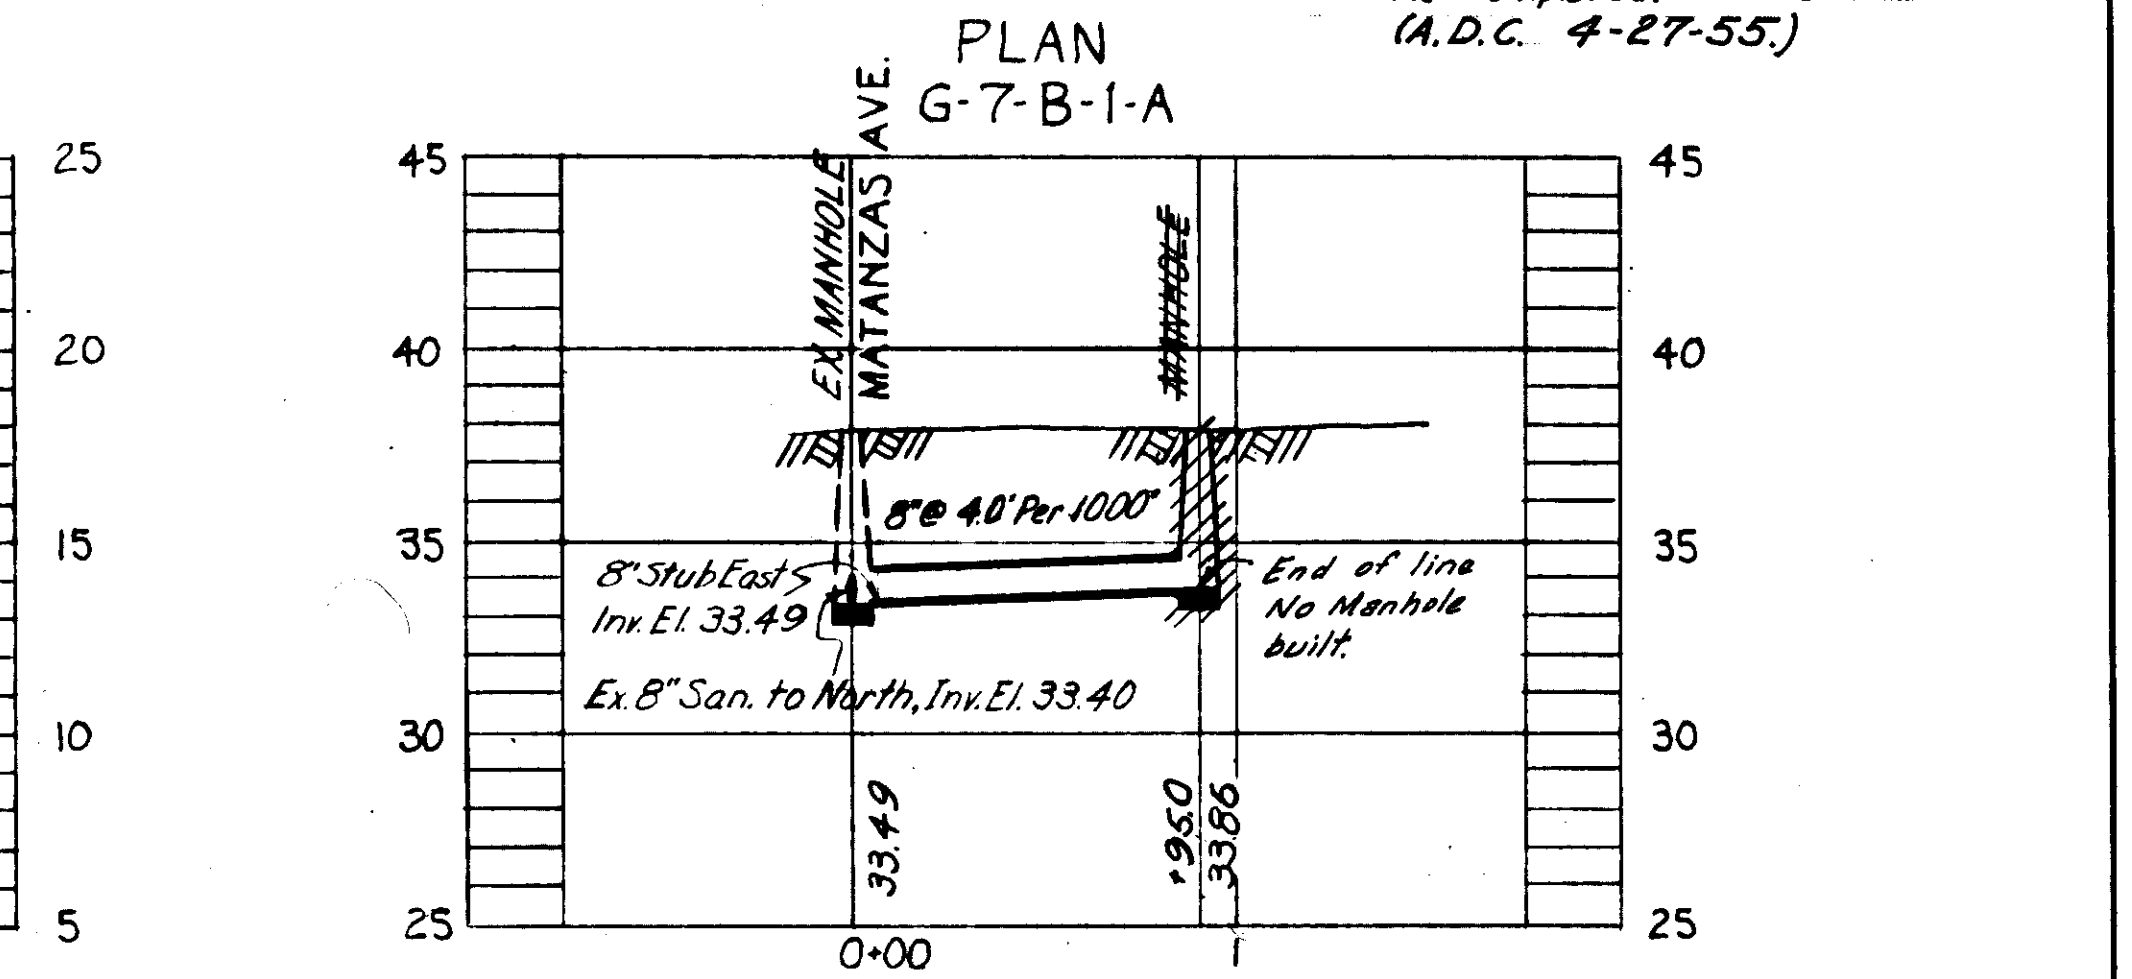 (A.D.C. 4-27-55.)
PLAN
G-7-B-1-A
25
20
15
10
5
45
40
35
30
25
EX MANHOLE
MATANZAS AVE.
MANHOLE
45
40
35
30
25
8"@ 4.0' Per 1000'
8" Stub East
Inv. El. 33.49
Ex. 8" San. to North, Inv. El. 33.40
End of line
No Manhole
built.
33.49
+95.0
33.86
0+00
1